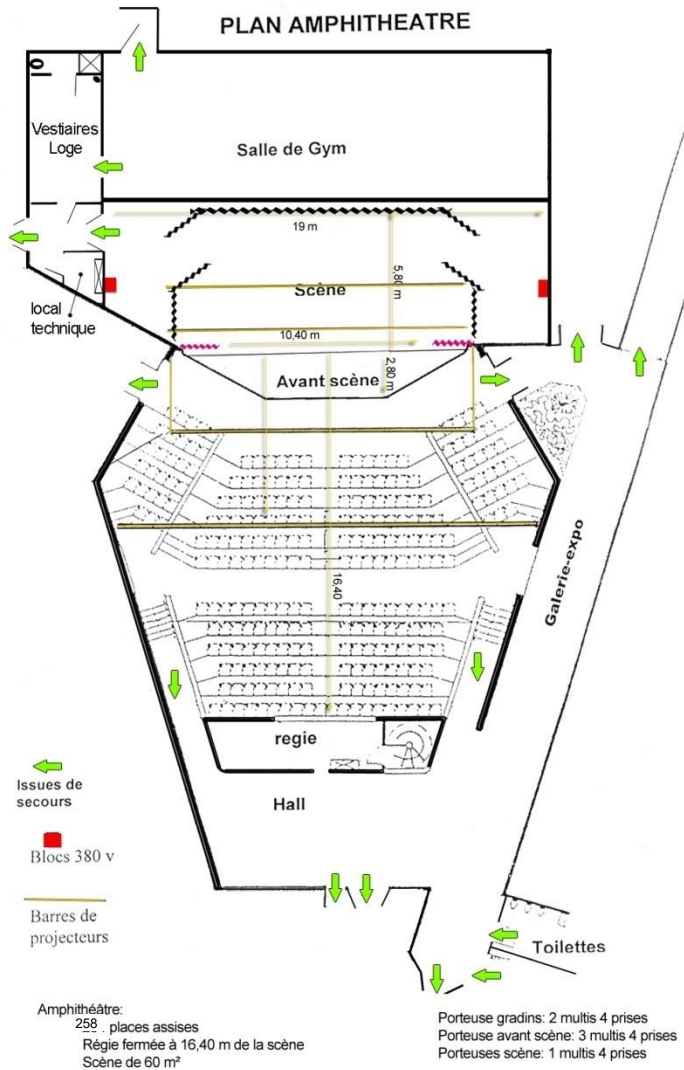 PLAN AMPHITHEATRE
Vestiaires
Loge
Salle de Gym
19 m
5,80 m
Scène
local
technique
10,40 m
2,80 m
Avant scène
16,40
Galerie-expo
regie
Issues de
secours
Hall
Blocs 380 v
Barres de
projecteurs
Toilettes
Amphithéâtre:
258 places assises
Régie fermée à 16,40 m de la scène
Scène de 60 m²
Porteuse gradins: 2 multis 4 prises
Porteuse avant scène: 3 multis 4 prises
Porteuses scène: 1 multis 4 prises